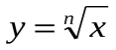 y = ⁿ√x